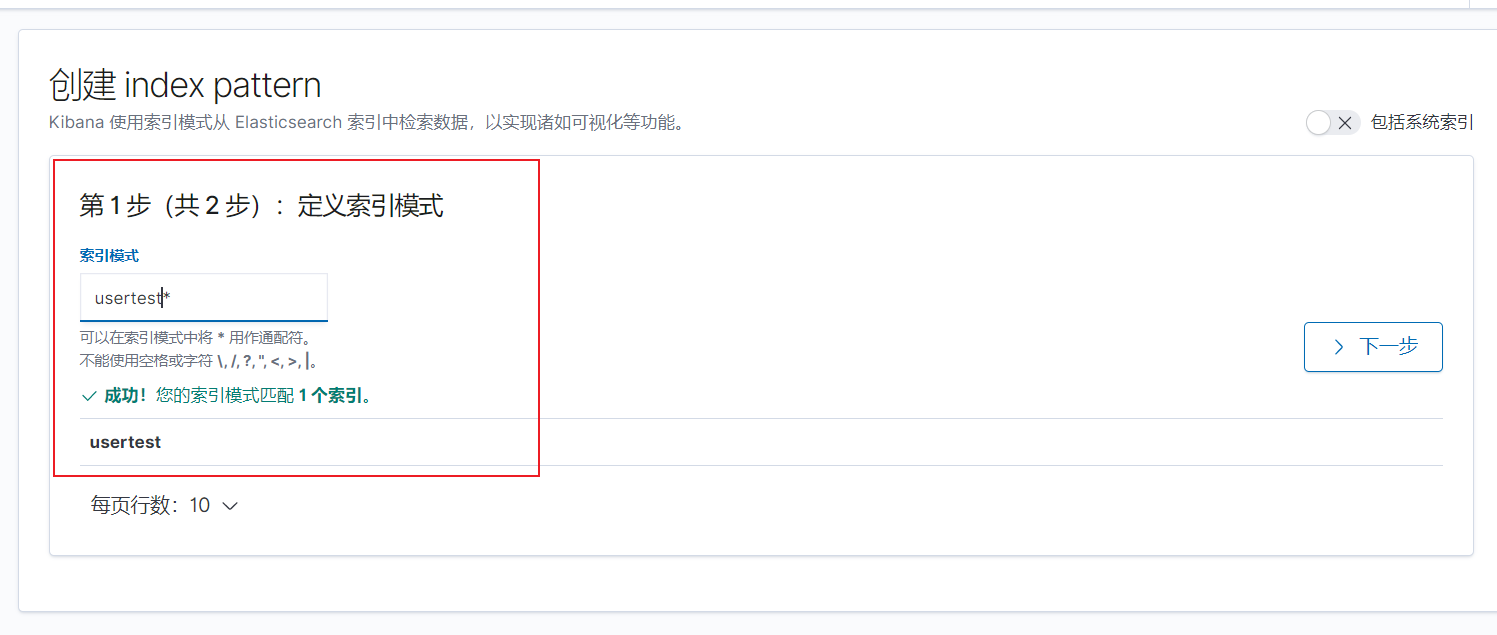 创建 index pattern
Kibana 使用索引模式从 Elasticsearch 索引中检索数据，以实现诸如可视化等功能。
包括系统索引
第 1 步（共 2 步）：定义索引模式
索引模式
usertest*
可以在索引模式中将 * 用作通配符。
不能使用空格或字符 \, /, ?, ", <, >, |。
下一步
成功！您的索引模式匹配 1 个索引。
usertest
每页行数：10